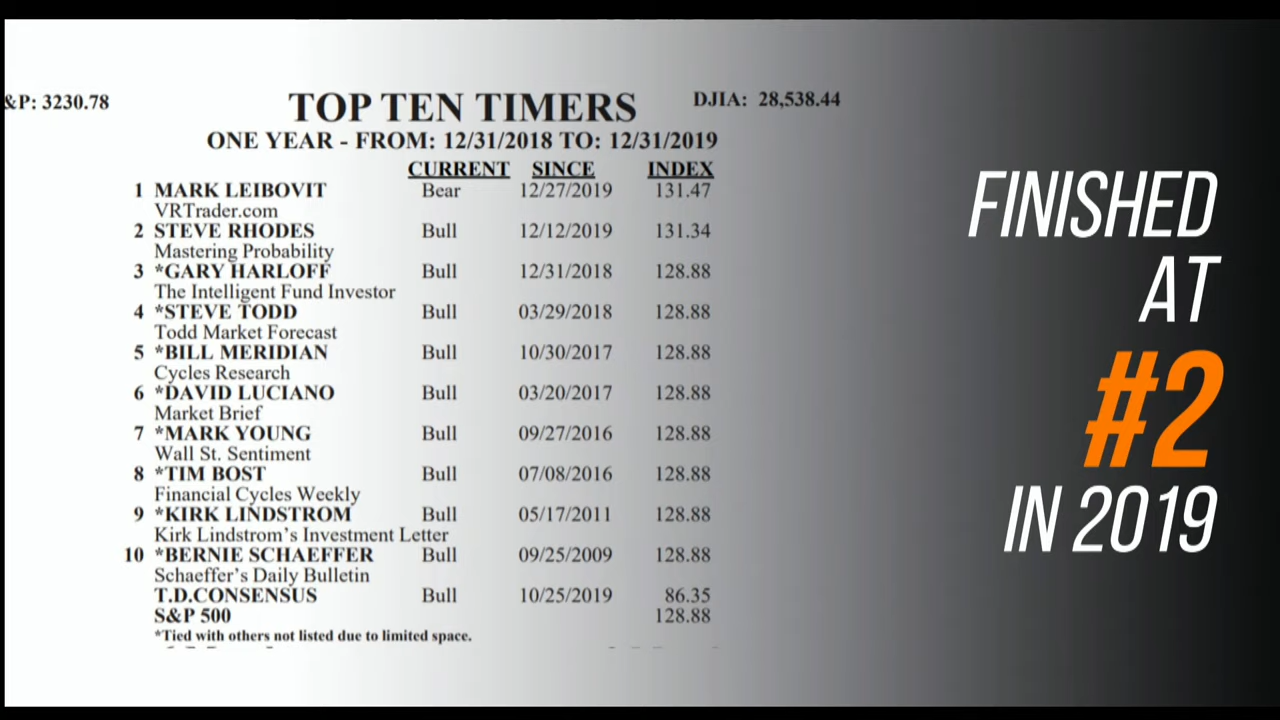 &P: 3230.78
TOP TEN TIMERS
DJIA: 28,538.44
ONE YEAR - FROM: 12/31/2018 TO: 12/31/2019
CURRENT SINCE INDEX
1 MARK LEIBOVIT Bear 12/27/2019 131.47
VRTrader.com
2 STEVE RHODES Bull 12/12/2019 131.34
Mastering Probability
3 *GARY HARLOFF Bull 12/31/2018 128.88
The Intelligent Fund Investor
4 *STEVE TODD Bull 03/29/2018 128.88
Todd Market Forecast
5 *BILL MERIDIAN Bull 10/30/2017 128.88
Cycles Research
6 *DAVID LUCIANO Bull 03/20/2017 128.88
Market Brief
7 *MARK YOUNG Bull 09/27/2016 128.88
Wall St. Sentiment
8 *TIM BOST Bull 07/08/2016 128.88
Financial Cycles Weekly
9 *KIRK LINDSTROM Bull 05/17/2011 128.88
Kirk Lindstrom's Investment Letter
10 *BERNIE SCHAEFFER Bull 09/25/2009 128.88
Schaeffer's Daily Bulletin
T.D.CONSENSUS Bull 10/25/2019 86.35
S&P 500 128.88
*Tied with others not listed due to limited space.
FINISHED
AT
#2
IN 2019